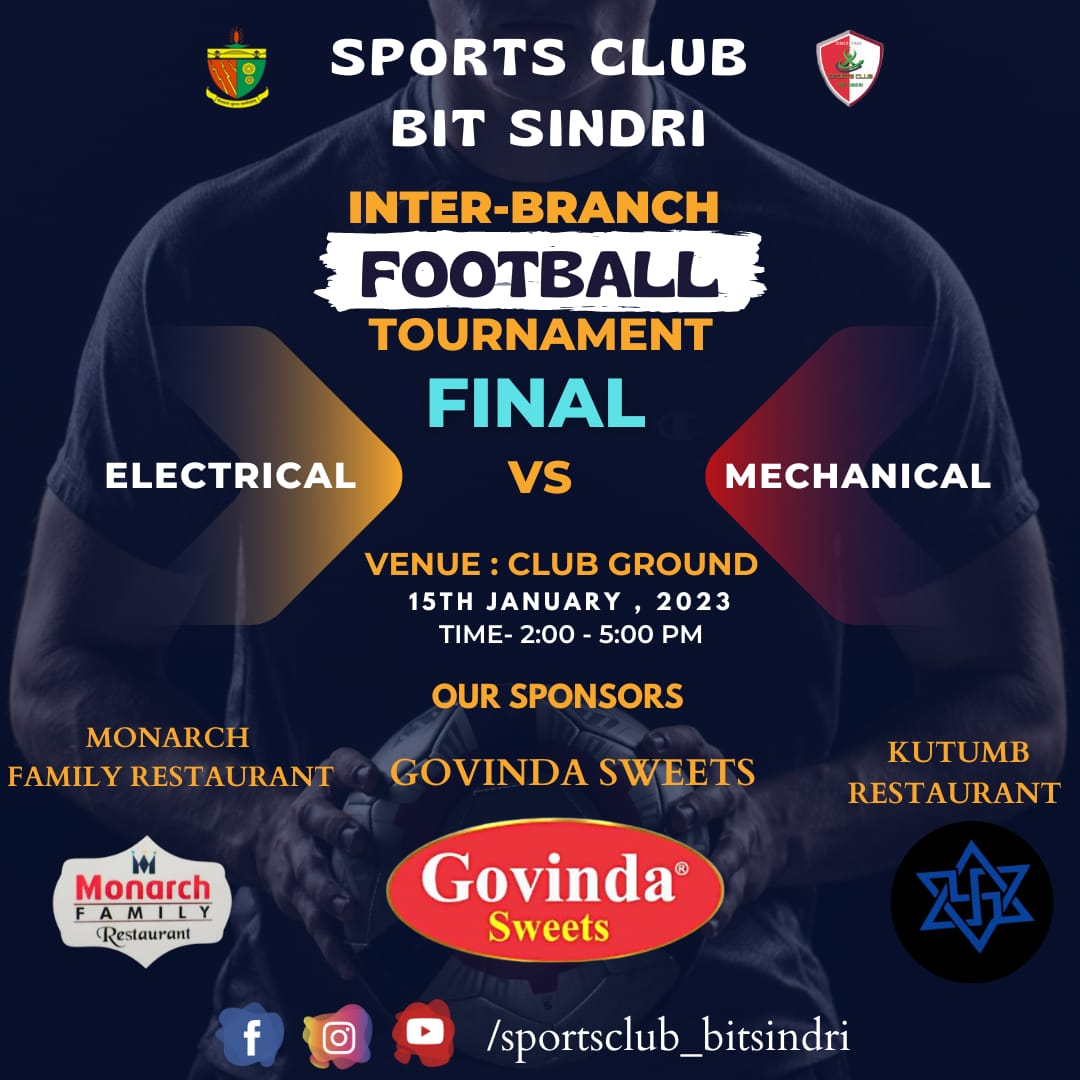 SPORTS CLUB
BIT SINDRI
INTER-BRANCH
FOOTBALL
TOURNAMENT
FINAL
ELECTRICAL
VS
MECHANICAL
VENUE : CLUB GROUND
15TH JANUARY , 2023
TIME- 2:00 - 5:00 PM
OUR SPONSORS
MONARCH
FAMILY RESTAURANT
GOVINDA SWEETS
KUTUMB
RESTAURANT
Monarch
FAMILY
Restaurant
Govinda®
Sweets
/sportsclub_bitsindri